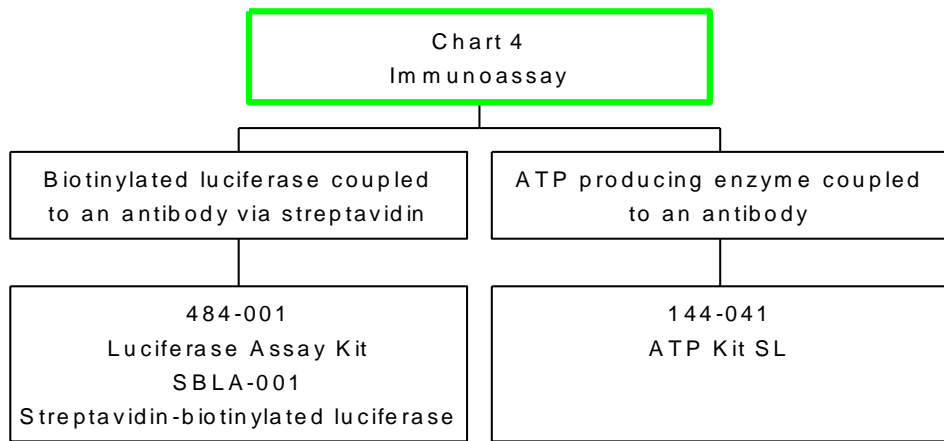 Chart 4
Immunoassay
Biotinylated luciferase coupled
to an antibody via streptavidin
ATP producing enzyme coupled
to an antibody
484-001
Luciferase Assay Kit
SBLA-001
Streptavidin-biotinylated luciferase
144-041
ATP Kit SL